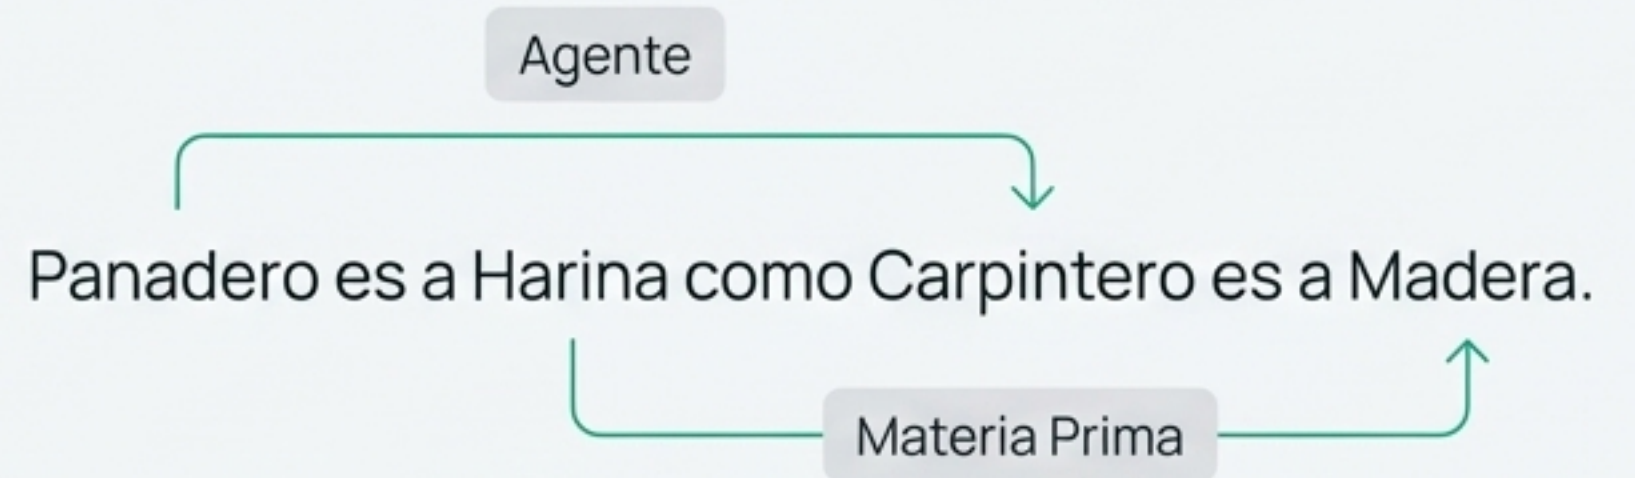 Agente
Panadero es a Harina como Carpintero es a Madera.
Materia Prima